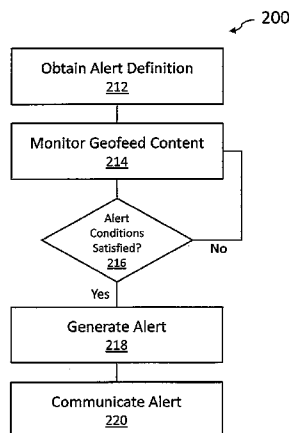 200
Obtain Alert Definition
212
Monitor Geofeed Content
214
Alert
Conditions
Satisfied?
216
No
Yes
Generate Alert
218
Communicate Alert
220